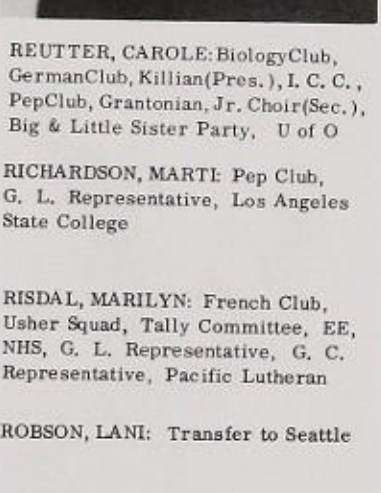 REUTTER, CAROLE: BiologyClub,
GermanClub, Killian(Pres.), I. C. C.,
PepClub, Grantonian, Jr. Choir(Sec.),
Big & Little Sister Party, U of O
RICHARDSON, MARTI: Pep Club,
G. L. Representative, Los Angeles
State College
RISDAL, MARILYN: French Club,
Usher Squad, Tally Committee, EE,
NHS, G. L. Representative, G. C.
Representative, Pacific Lutheran
ROBSON, LANI: Transfer to Seattle